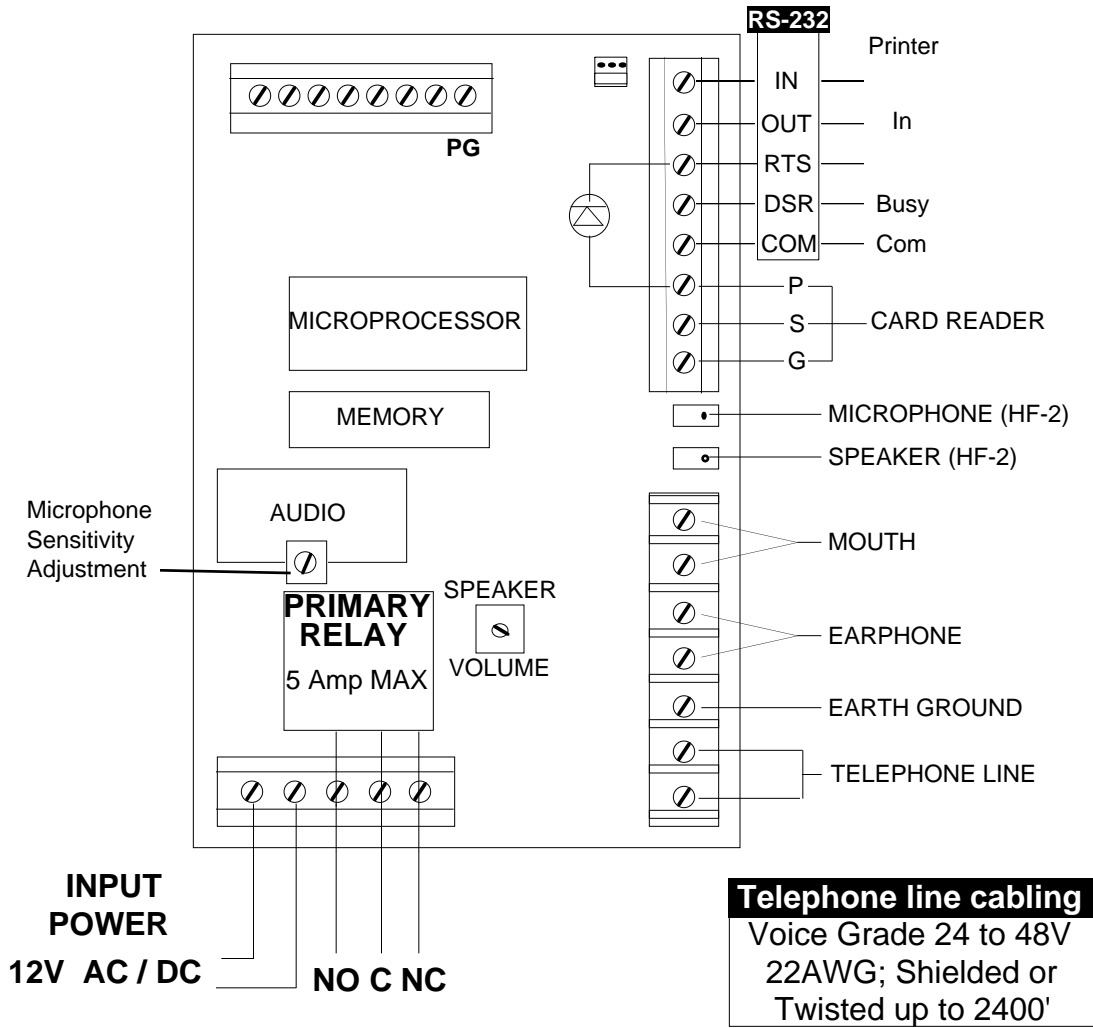 RS-232
Printer
IN
OUT
In
PG
RTS
DSR
Busy
COM
Com
P
MICROPROCESSOR
S
CARD READER
G
MEMORY
MICROPHONE (HF-2)
SPEAKER (HF-2)
Microphone
Sensitivity
Adjustment
AUDIO
MOUTH
PRIMARY
RELAY
5 Amp MAX
SPEAKER
VOLUME
EARPHONE
EARTH GROUND
TELEPHONE LINE
INPUT
POWER
12V AC / DC
NO C NC
Telephone line cabling
Voice Grade 24 to 48V
22AWG; Shielded or
Twisted up to 2400'